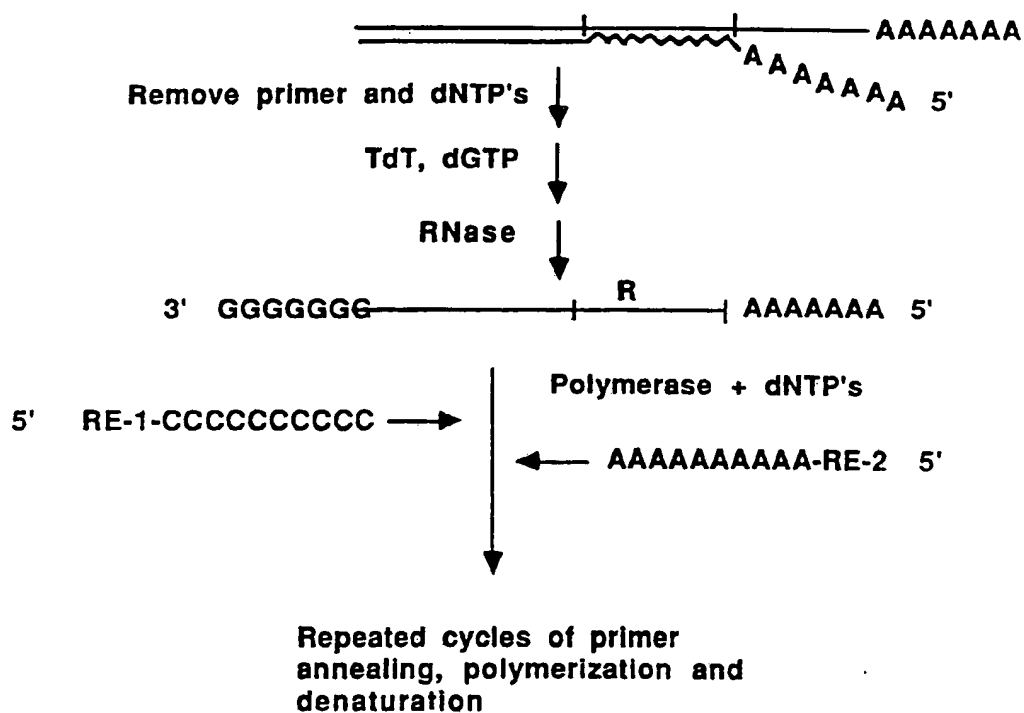 AAAAAAA
AAAAAAA 5'
Remove primer and dNTP's
TdT, dGTP
RNase
R
3' GGGGGGG AAAAAAA 5'
Polymerase + dNTP's
5' RE-1-CCCCCCCCCC
AAAAAAAAAA-RE-2 5'
Repeated cycles of primer
annealing, polymerization and
denaturation